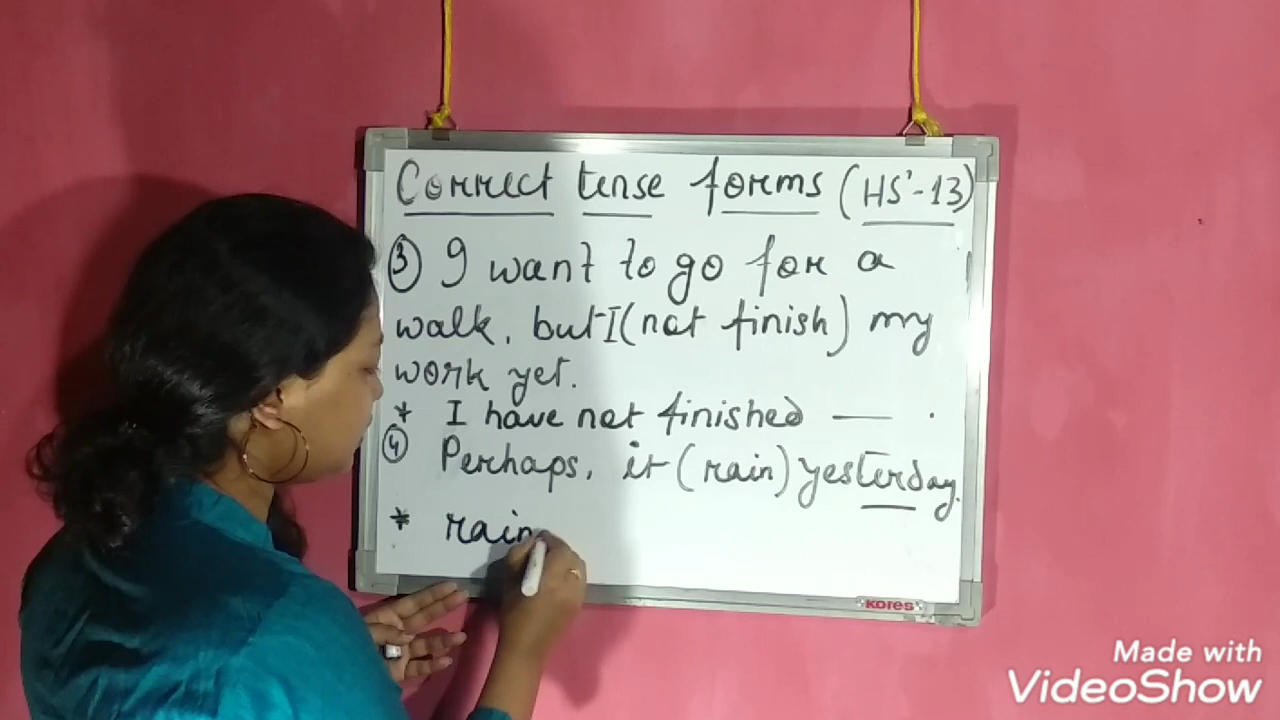 Correct tense forms (HS'-13)
③ I want to go for a
walk, but I (not finish) my
work yet.
* I have not finished — .
④ Perhaps, it (rain) yesterday.
* rain
KORES
Made with
VideoShow